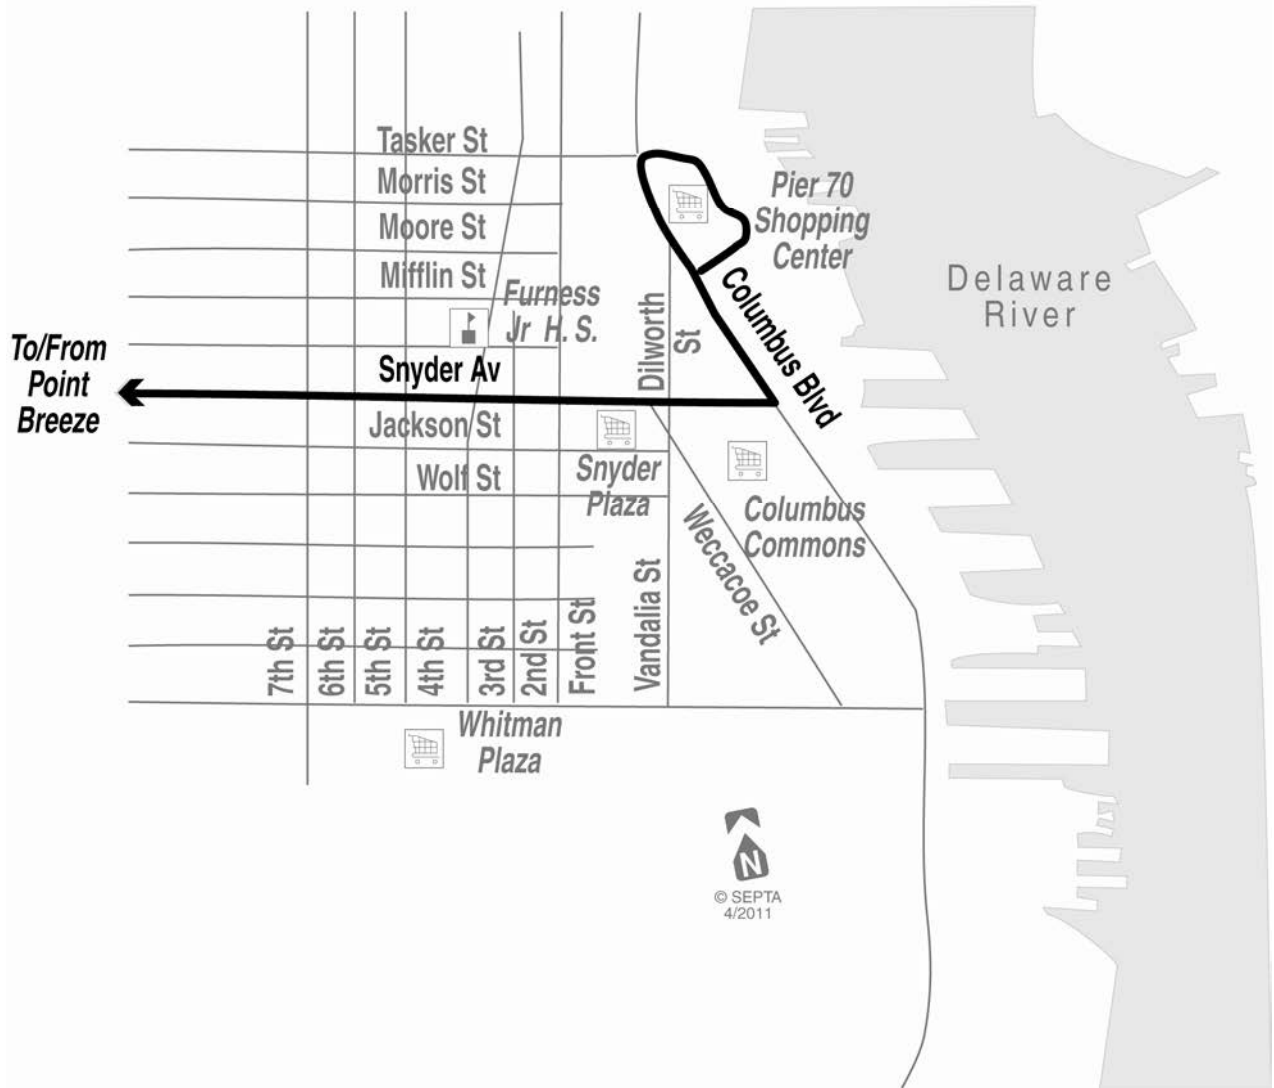 Tasker St
Morris St
Moore St
Mifflin St
Furness
Jr H. S.
Pier 70
Shopping
Center
Delaware
River
Columbus Blvd
Dilworth
St
To/From
Point
Breeze
Snyder Av
Jackson St
Wolf St
Snyder
Plaza
Columbus
Commons
Weccacoe St
7th St
6th St
5th St
4th St
3rd St
2nd St
Front St
Vandalia St
Whitman
Plaza
N
© SEPTA
4/2011